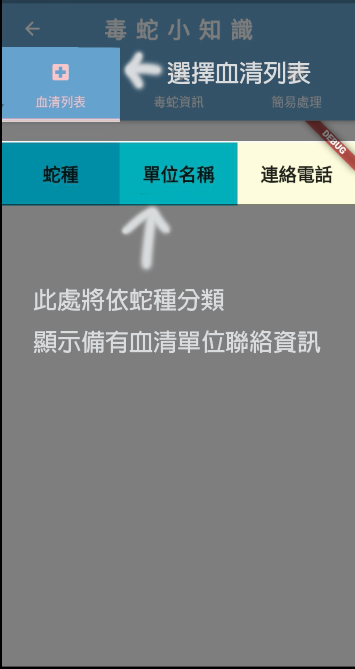 毒蛇小知識
選擇血清列表
血清列表 毒蛇資訊 簡易處理
DEBUG
蛇種 單位名稱 連絡電話
此處將依蛇種分類
顯示備有血清單位聯絡資訊